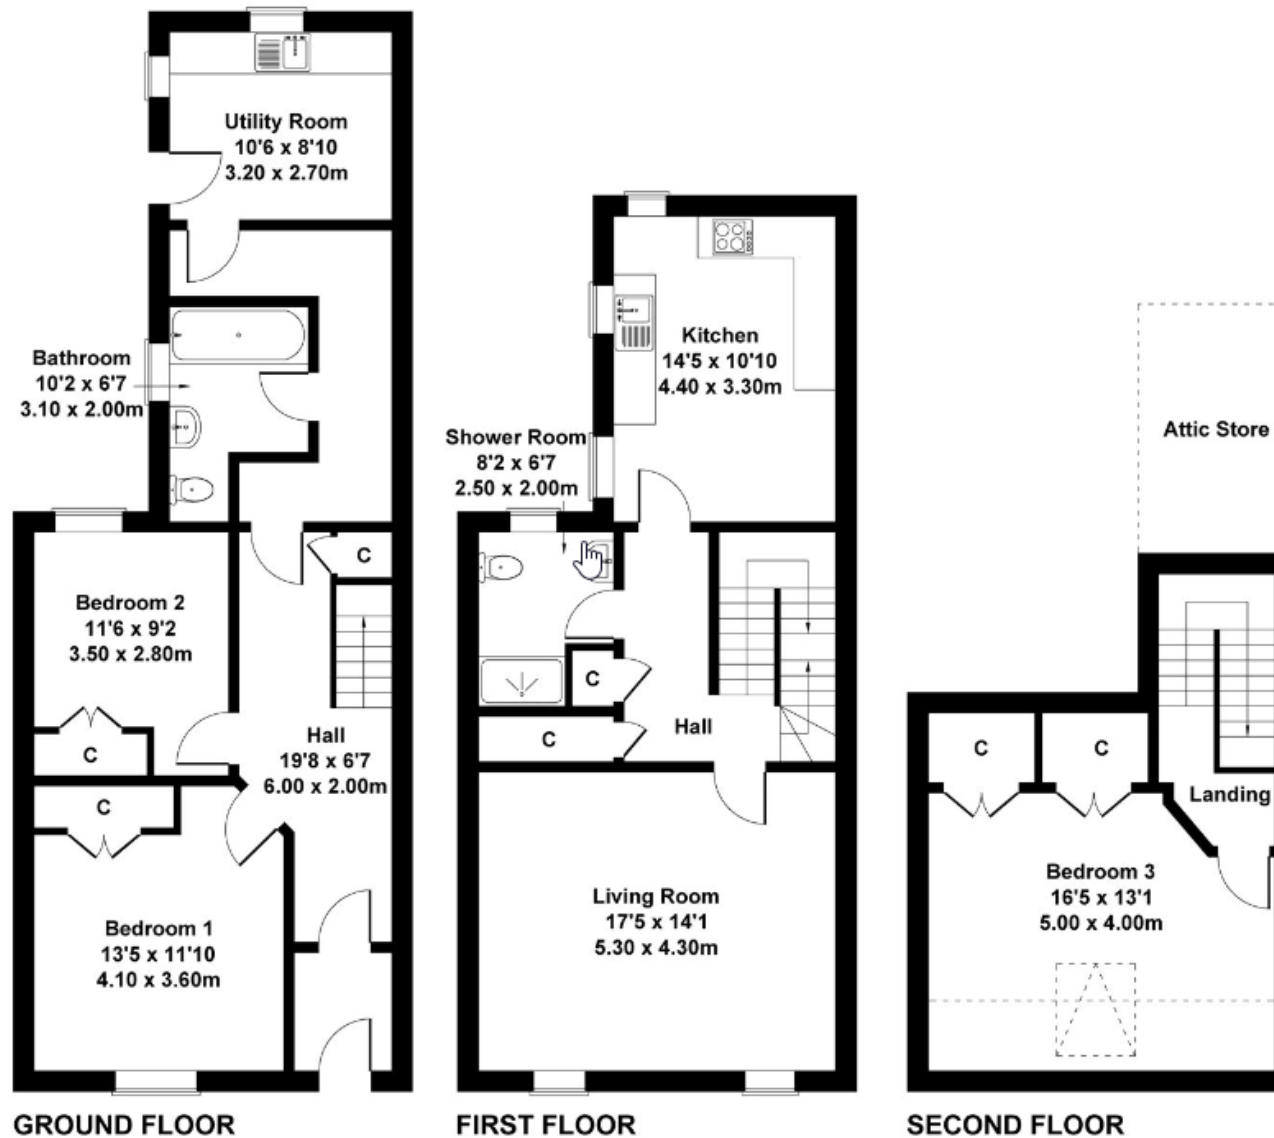 Utility Room
10'6 x 8'10
3.20 x 2.70m
Bathroom
10'2 x 6'7
3.10 x 2.00m
C
Bedroom 2
11'6 x 9'2
3.50 x 2.80m
C
Hall
19'8 x 6'7
6.00 x 2.00m
C
Bedroom 1
13'5 x 11'10
4.10 x 3.60m
GROUND FLOOR
Kitchen
14'5 x 10'10
4.40 x 3.30m
Shower Room
8'2 x 6'7
2.50 x 2.00m
C
C
Hall
Living Room
17'5 x 14'1
5.30 x 4.30m
FIRST FLOOR
Attic Store
C
C
Landing
Bedroom 3
16'5 x 13'1
5.00 x 4.00m
SECOND FLOOR